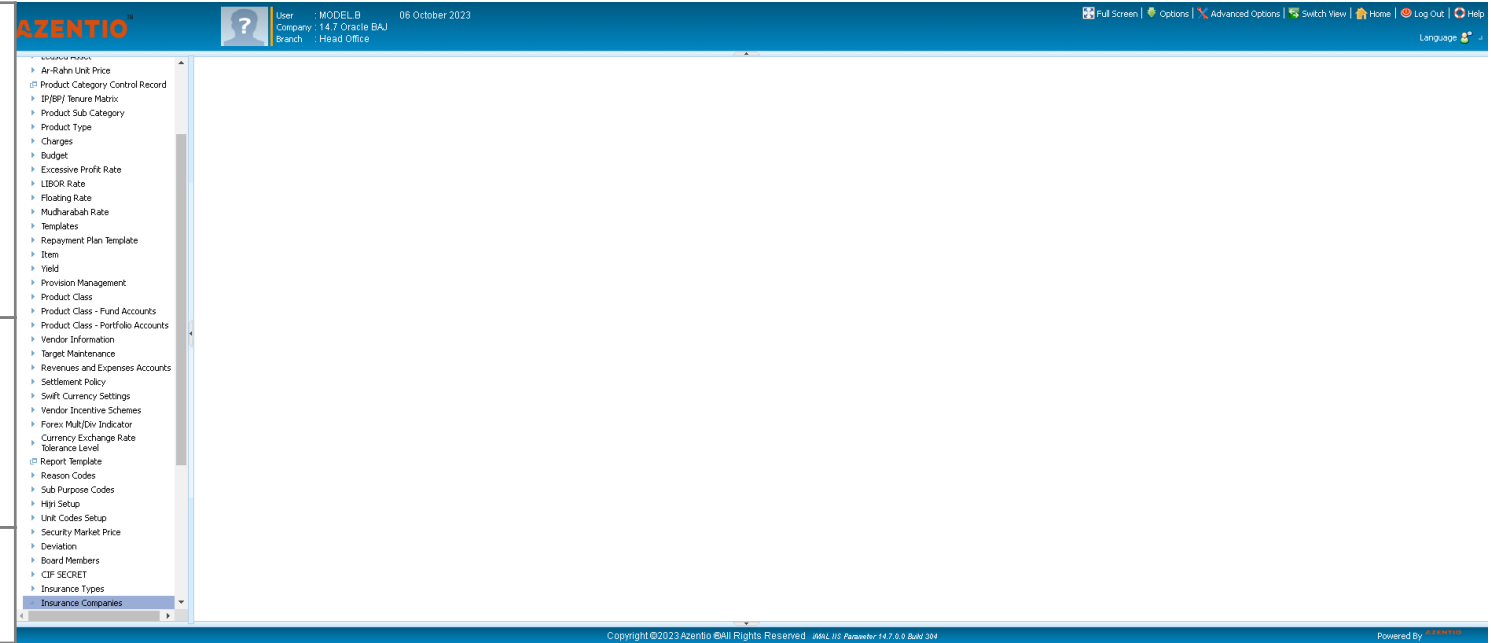 AZENTIO™
User : MODEL.B 06 October 2023
Company : 14.7 Oracle BAJ
Branch : Head Office
Full Screen | Options | Advanced Options | Switch View | Home | Log Out | Help
Language
Leased Asset
Ar-Rahn Unit Price
Product Category Control Record
IP/BP/ Tenure Matrix
Product Sub Category
Product Type
Charges
Budget
Excessive Profit Rate
LIBOR Rate
Floating Rate
Mudharabah Rate
Templates
Repayment Plan Template
Item
Yield
Provision Management
Product Class
Product Class - Fund Accounts
Product Class - Portfolio Accounts
Vendor Information
Target Maintenance
Revenues and Expenses Accounts
Settlement Policy
Swift Currency Settings
Vendor Incentive Schemes
Forex Mult/Div Indicator
Currency Exchange Rate
Tolerance Level
Report Template
Reason Codes
Sub Purpose Codes
Hijri Setup
Unit Codes Setup
Security Market Price
Deviation
Board Members
CIF SECRET
Insurance Types
Insurance Companies
Copyright ©2023 Azentio ®All Rights Reserved iMAL IIS Parameter 14.7.0.0 Build 304
Powered By AZENTIO